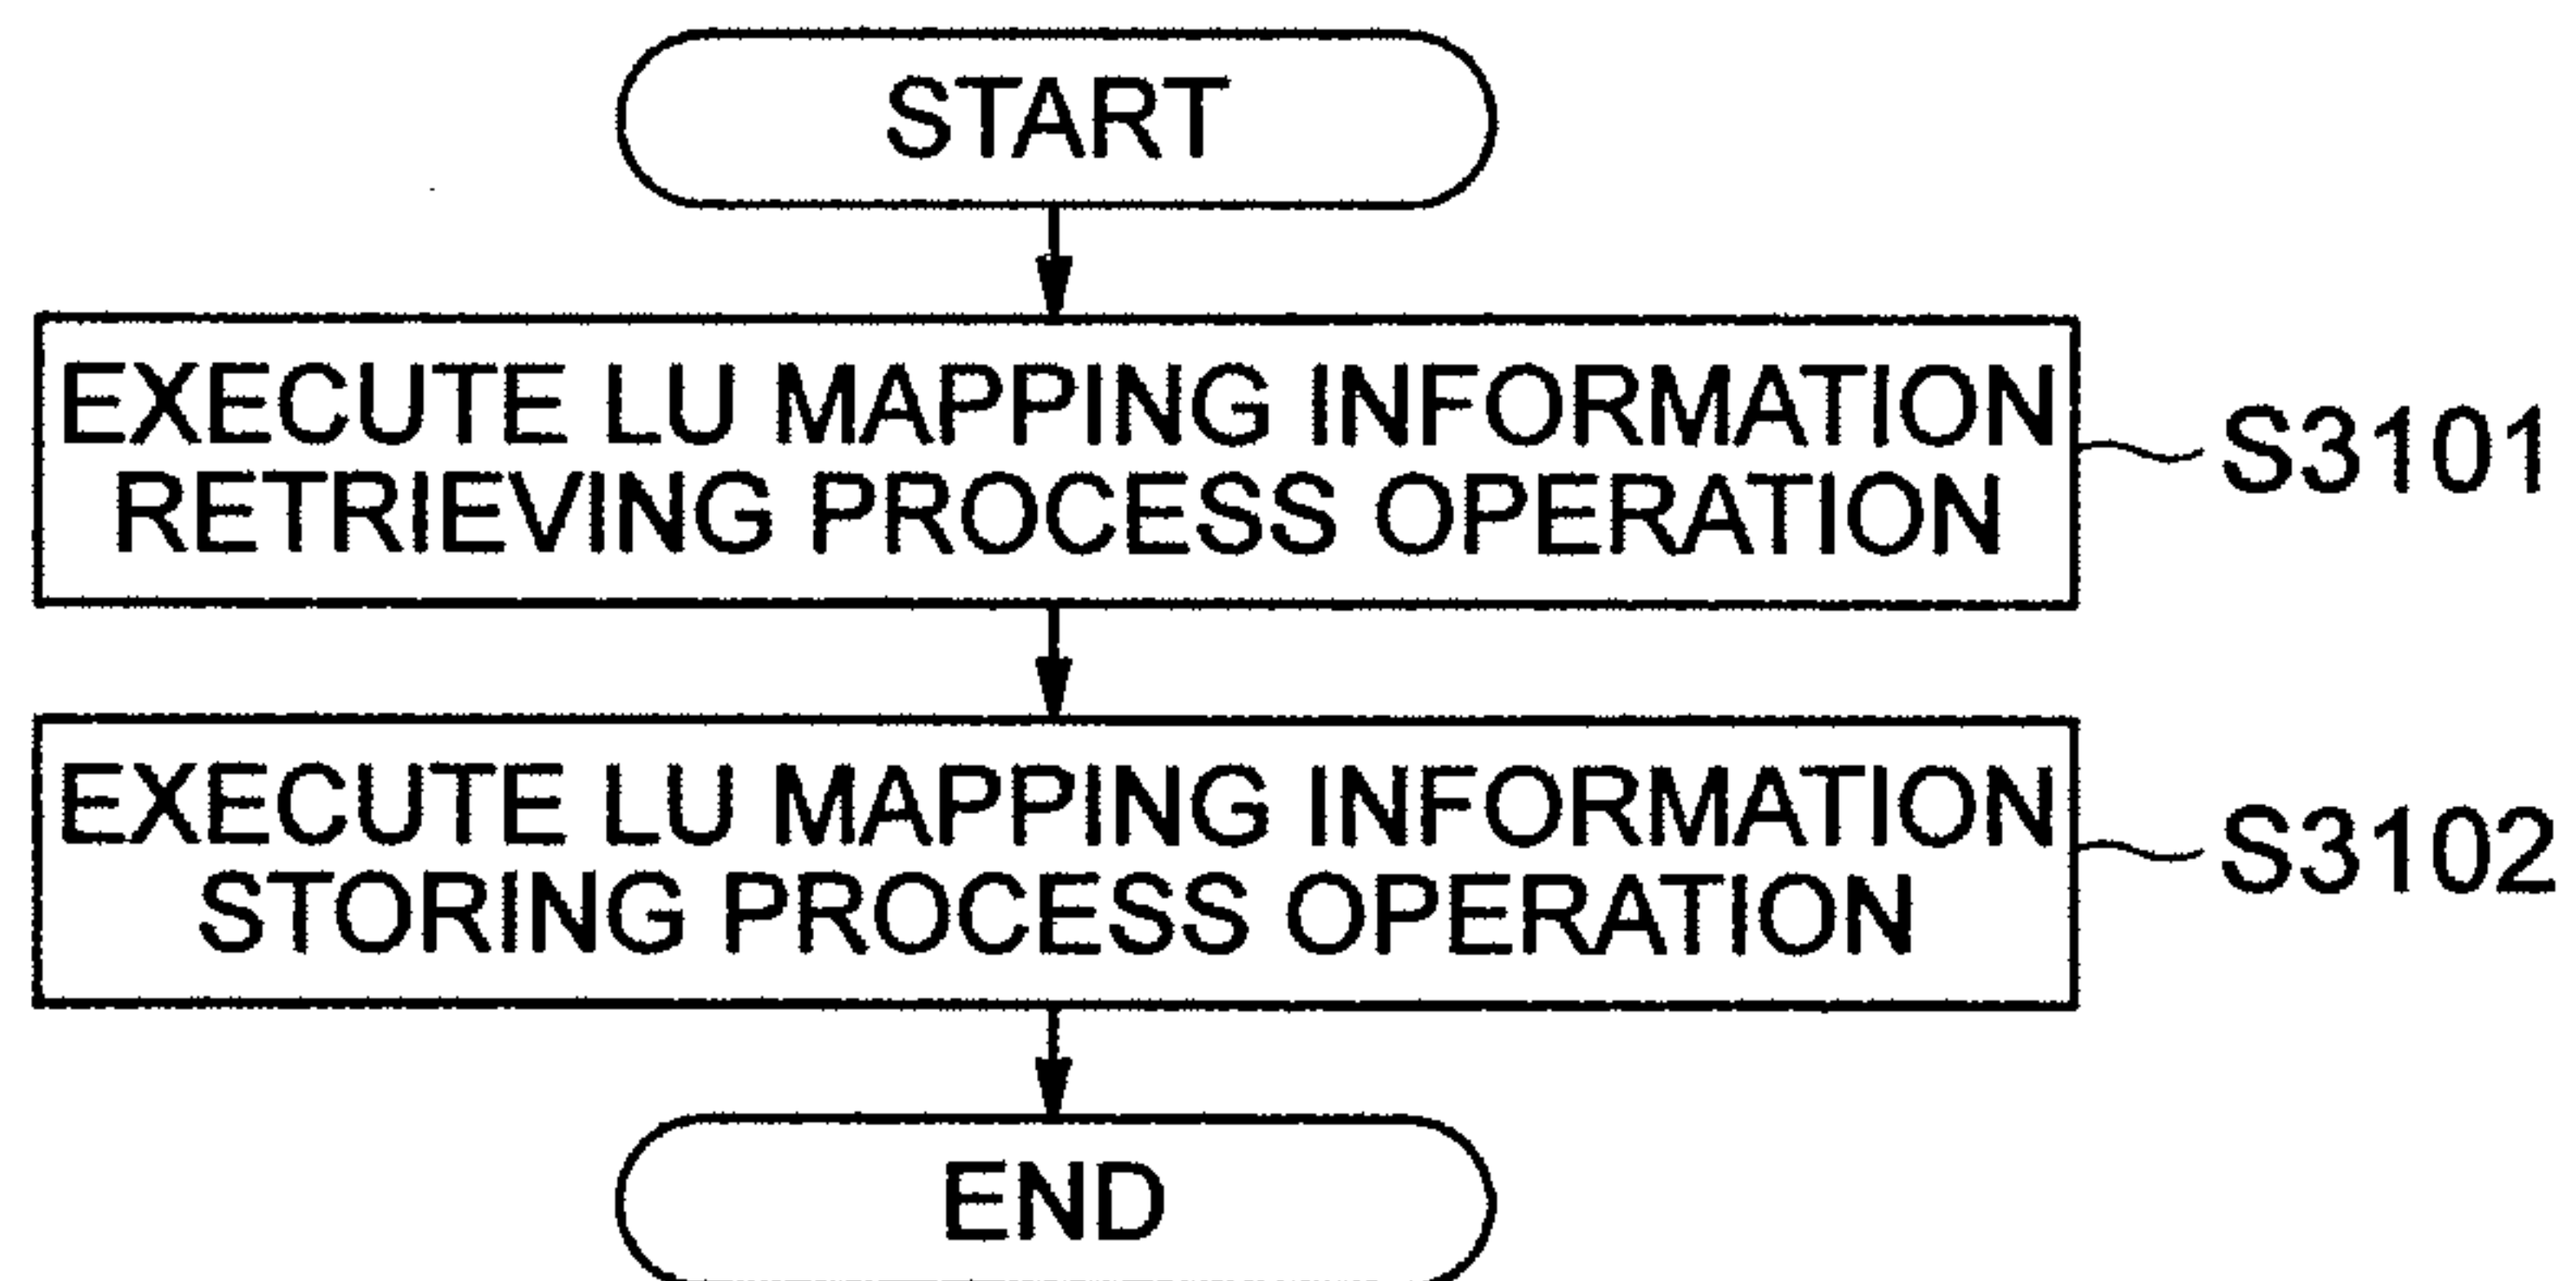 START
EXECUTE LU MAPPING INFORMATION
RETRIEVING PROCESS OPERATION
S3101
EXECUTE LU MAPPING INFORMATION
STORING PROCESS OPERATION
S3102
END